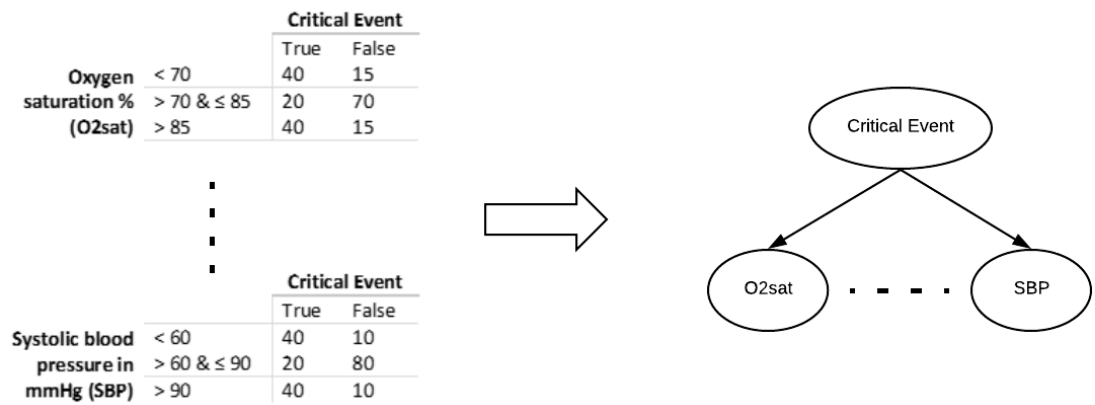 Critical Event
True False
Oxygen saturation % (O2sat)
< 70 40 15
> 70 & ≤ 85 20 70
> 85 40 15
Critical Event
True False
Systolic blood pressure in mmHg (SBP)
< 60 40 10
> 60 & ≤ 90 20 80
> 90 40 10
Critical Event
O2sat
SBP